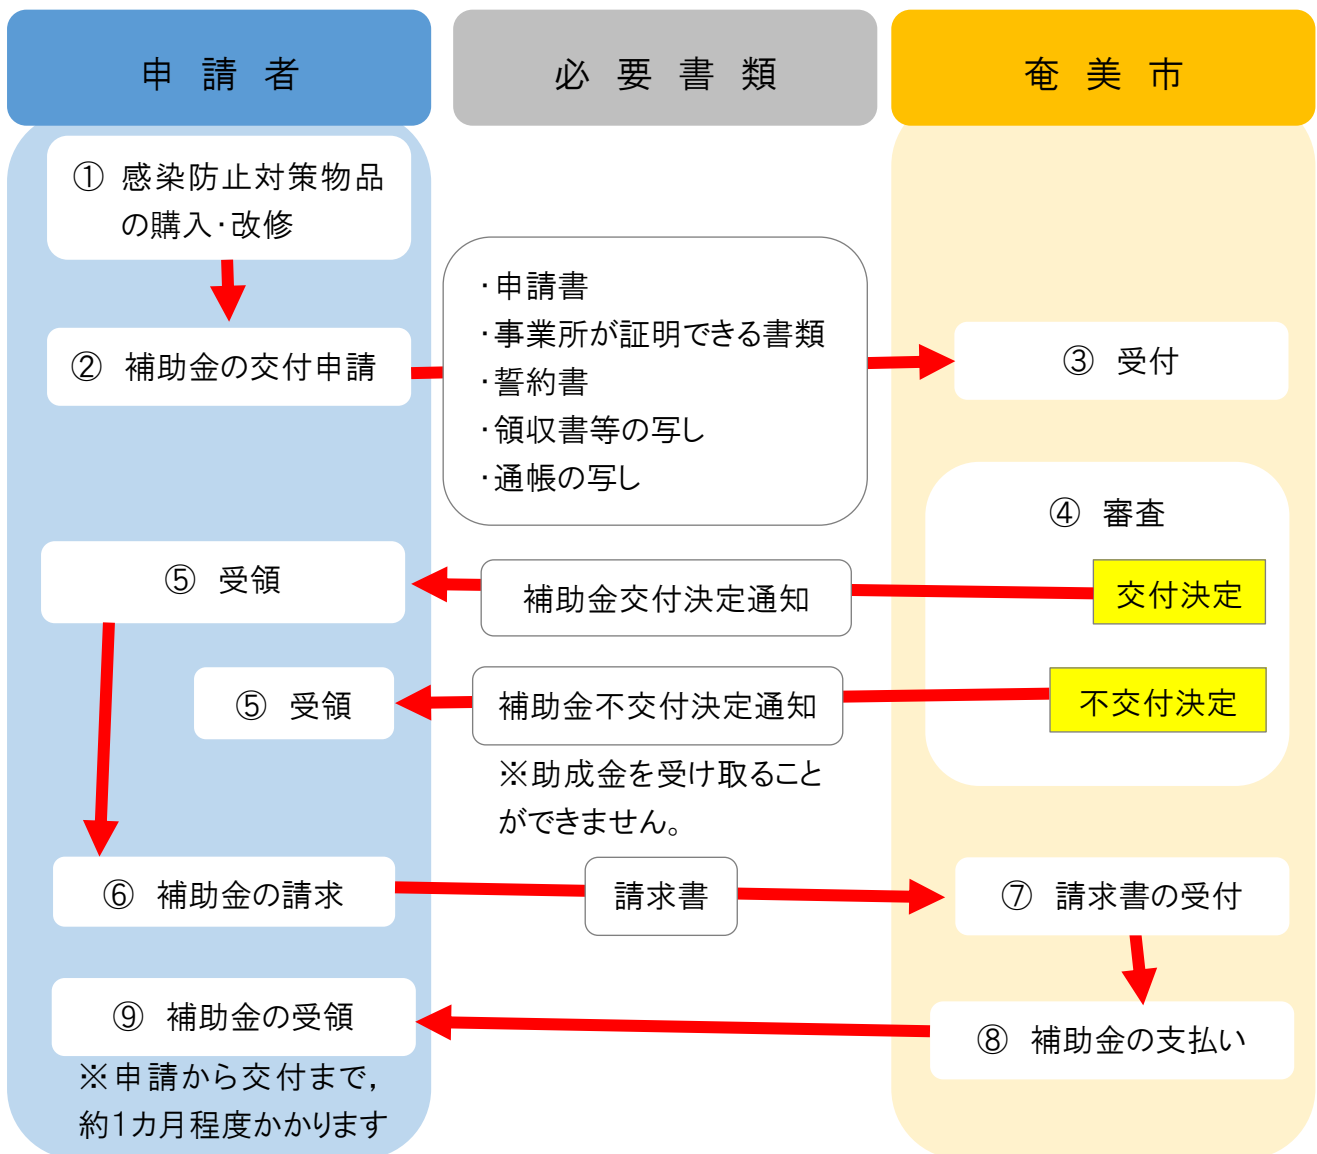 申請者
必要書類
奄美市
① 感染防止対策物品
の購入・改修
・申請書
・事業所が証明できる書類
・誓約書
・領収書等の写し
・通帳の写し
② 補助金の交付申請
③ 受付
④ 審査
⑤ 受領
補助金交付決定通知
交付決定
⑤ 受領
補助金不交付決定通知
不交付決定
※助成金を受け取ること
ができません。
⑥ 補助金の請求
請求書
⑦ 請求書の受付
⑨ 補助金の受領
⑧ 補助金の支払い
※申請から交付まで,
約1カ月程度かかります